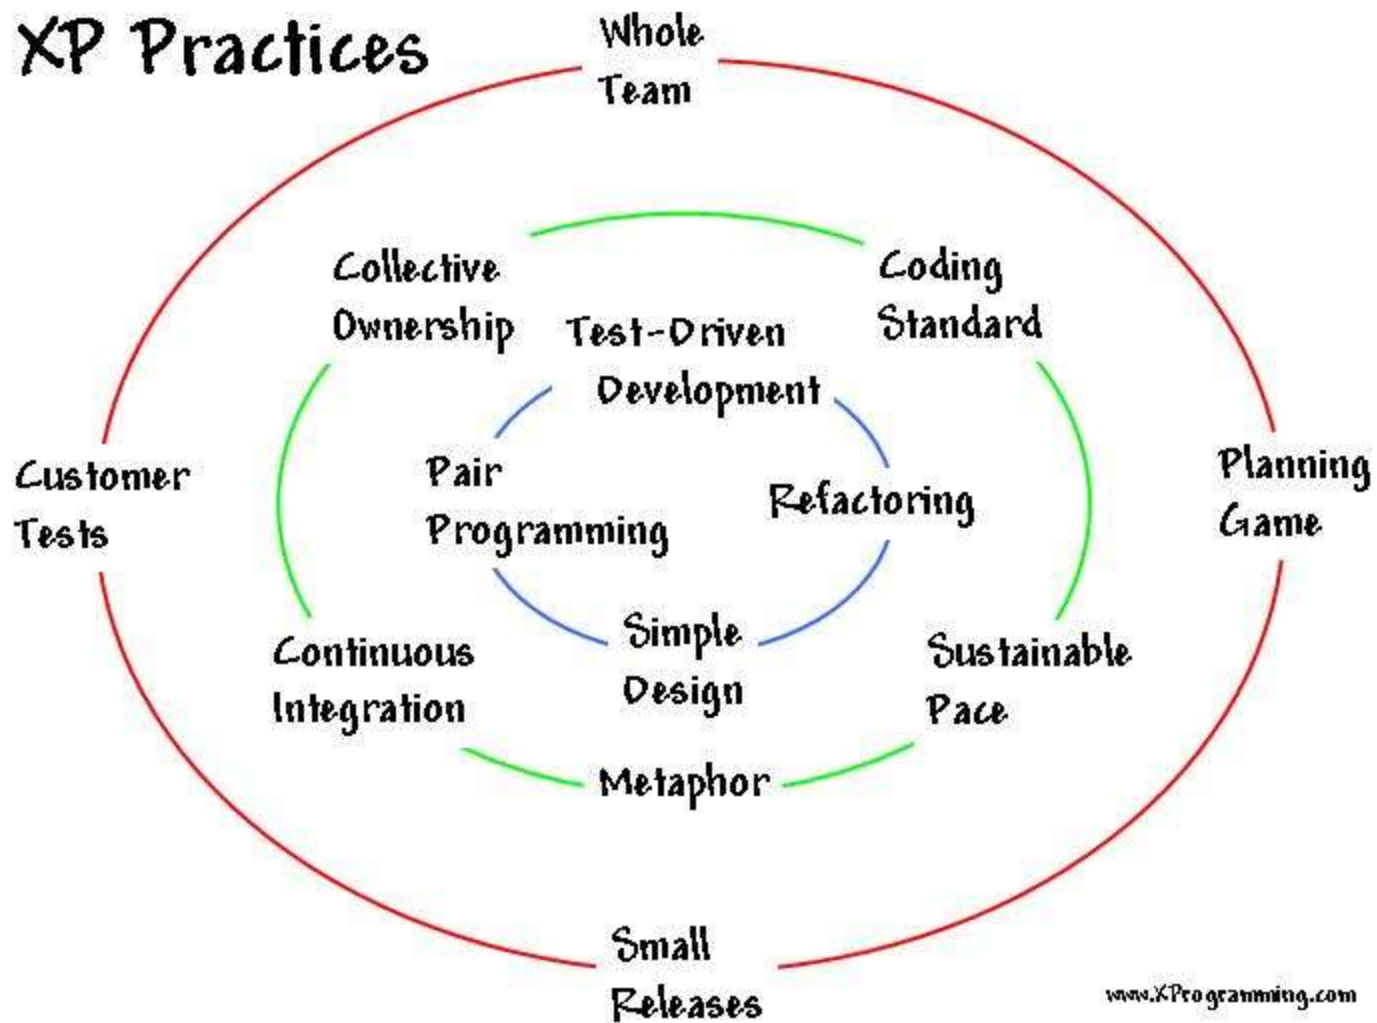 XP Practices
Whole
Team
Collective
Ownership
Coding
Standard
Test-Driven
Development
Customer
Tests
Pair
Programming
Refactoring
Planning
Game
Continuous
Integration
Simple
Design
Sustainable
Pace
Metaphor
Small
Releases
www.XProgramming.com